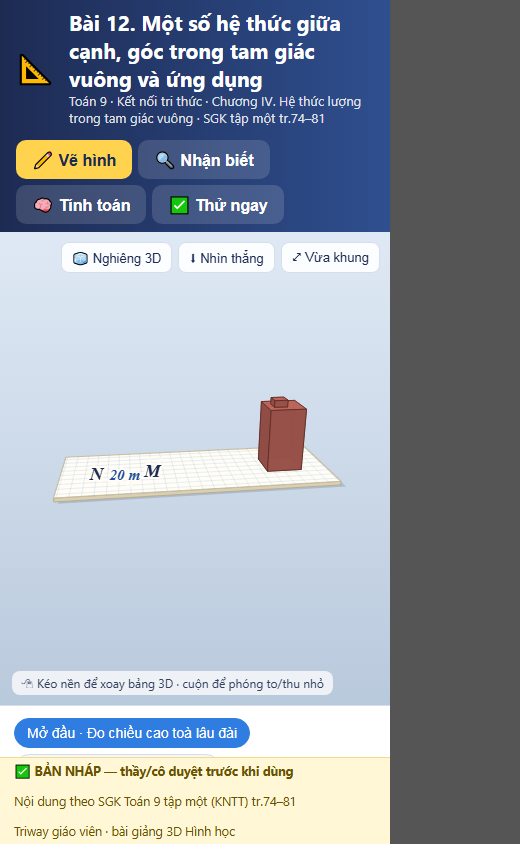 Bài 12. Một số hệ thức giữa
cạnh, góc trong tam giác
vuông và ứng dụng
Toán 9 · Kết nối tri thức · Chương IV. Hệ thức lượng
trong tam giác vuông · SGK tập một tr.74–81
Vẽ hình
Nhận biết
Tính toán
Thử ngay
Nghiêng 3D
Nhìn thẳng
Vừa khung
N 20 m M
Kéo nền để xoay bảng 3D · cuộn để phóng to/thu nhỏ
Mở đầu · Đo chiều cao toà lâu đài
BẢN NHÁP — thầy/cô duyệt trước khi dùng
Nội dung theo SGK Toán 9 tập một (KNTT) tr.74–81
Triway giáo viên · bài giảng 3D Hình học